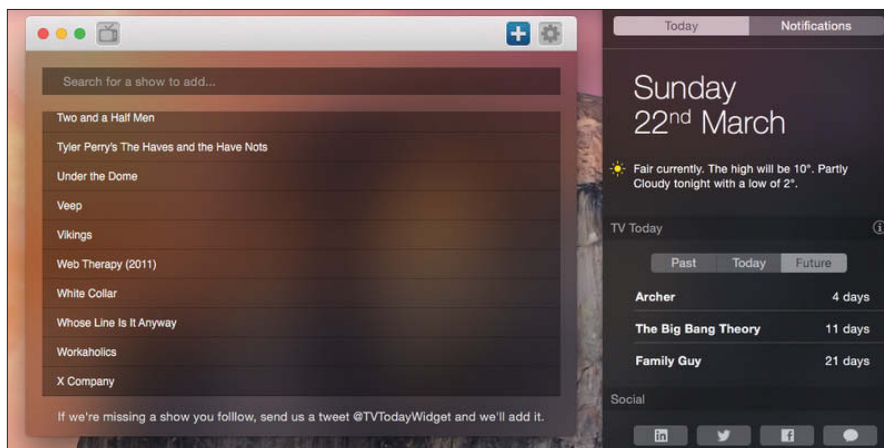 Search for a show to add...
Two and a Half Men
Tyler Perry's The Haves and the Have Nots
Under the Dome
Veep
Vikings
Web Therapy (2011)
White Collar
Whose Line Is It Anyway
Workaholics
X Company
If we're missing a show you folllow, send us a tweet @TVTodayWidget and we'll add it.
Today Notifications
Sunday
22nd March
Fair currently. The high will be 10°. Partly
Cloudy tonight with a low of 2°.
TV Today
Past Today Future
Archer 4 days
The Big Bang Theory 11 days
Family Guy 21 days
Social